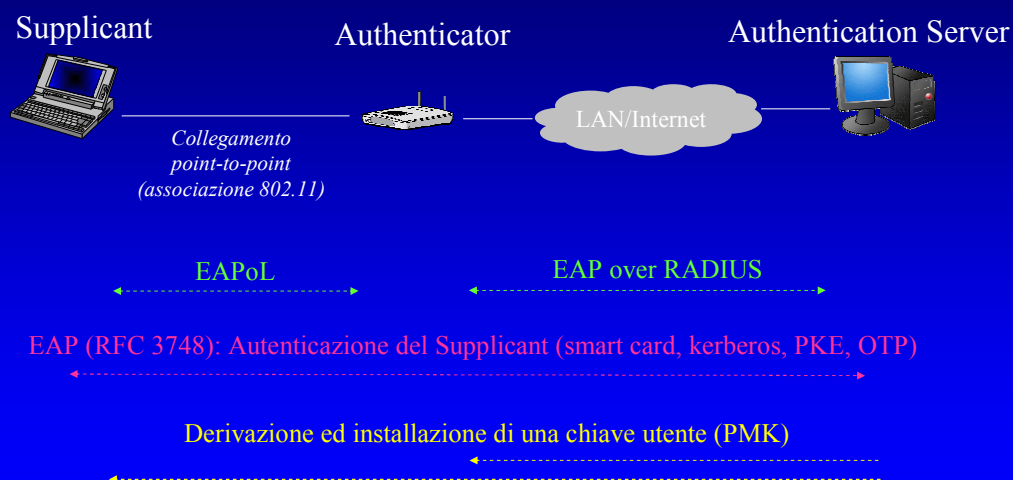 Supplicant
Authenticator
Authentication Server
LAN/Internet
Collegamento
point-to-point
(associazione 802.11)
EAPoL
EAP over RADIUS
EAP (RFC 3748): Autenticazione del Supplicant (smart card, kerberos, PKE, OTP)
Derivazione ed installazione di una chiave utente (PMK)